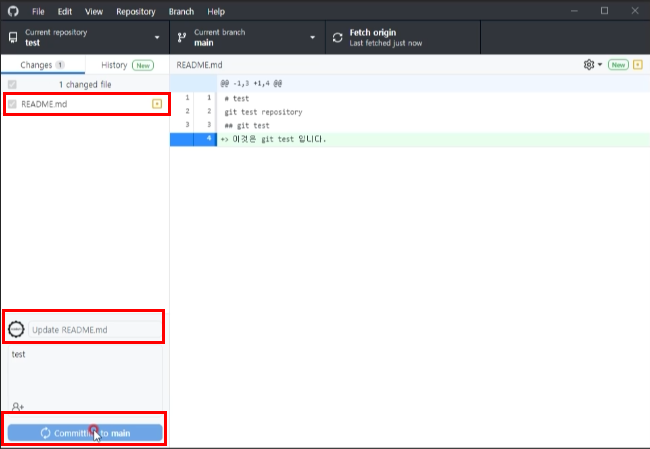 File Edit View Repository Branch Help
Current repository
test
Current branch
main
Fetch origin
Last fetched just now
Changes 1 History New
README.md
New
1 changed file
@@ -1,3 +1,4 @@
README.md
1 1 # test
2 2 git test repository
3 3 ## git test
4 +> 이것은 git test 입니다.
Update README.md
test
Committing to main